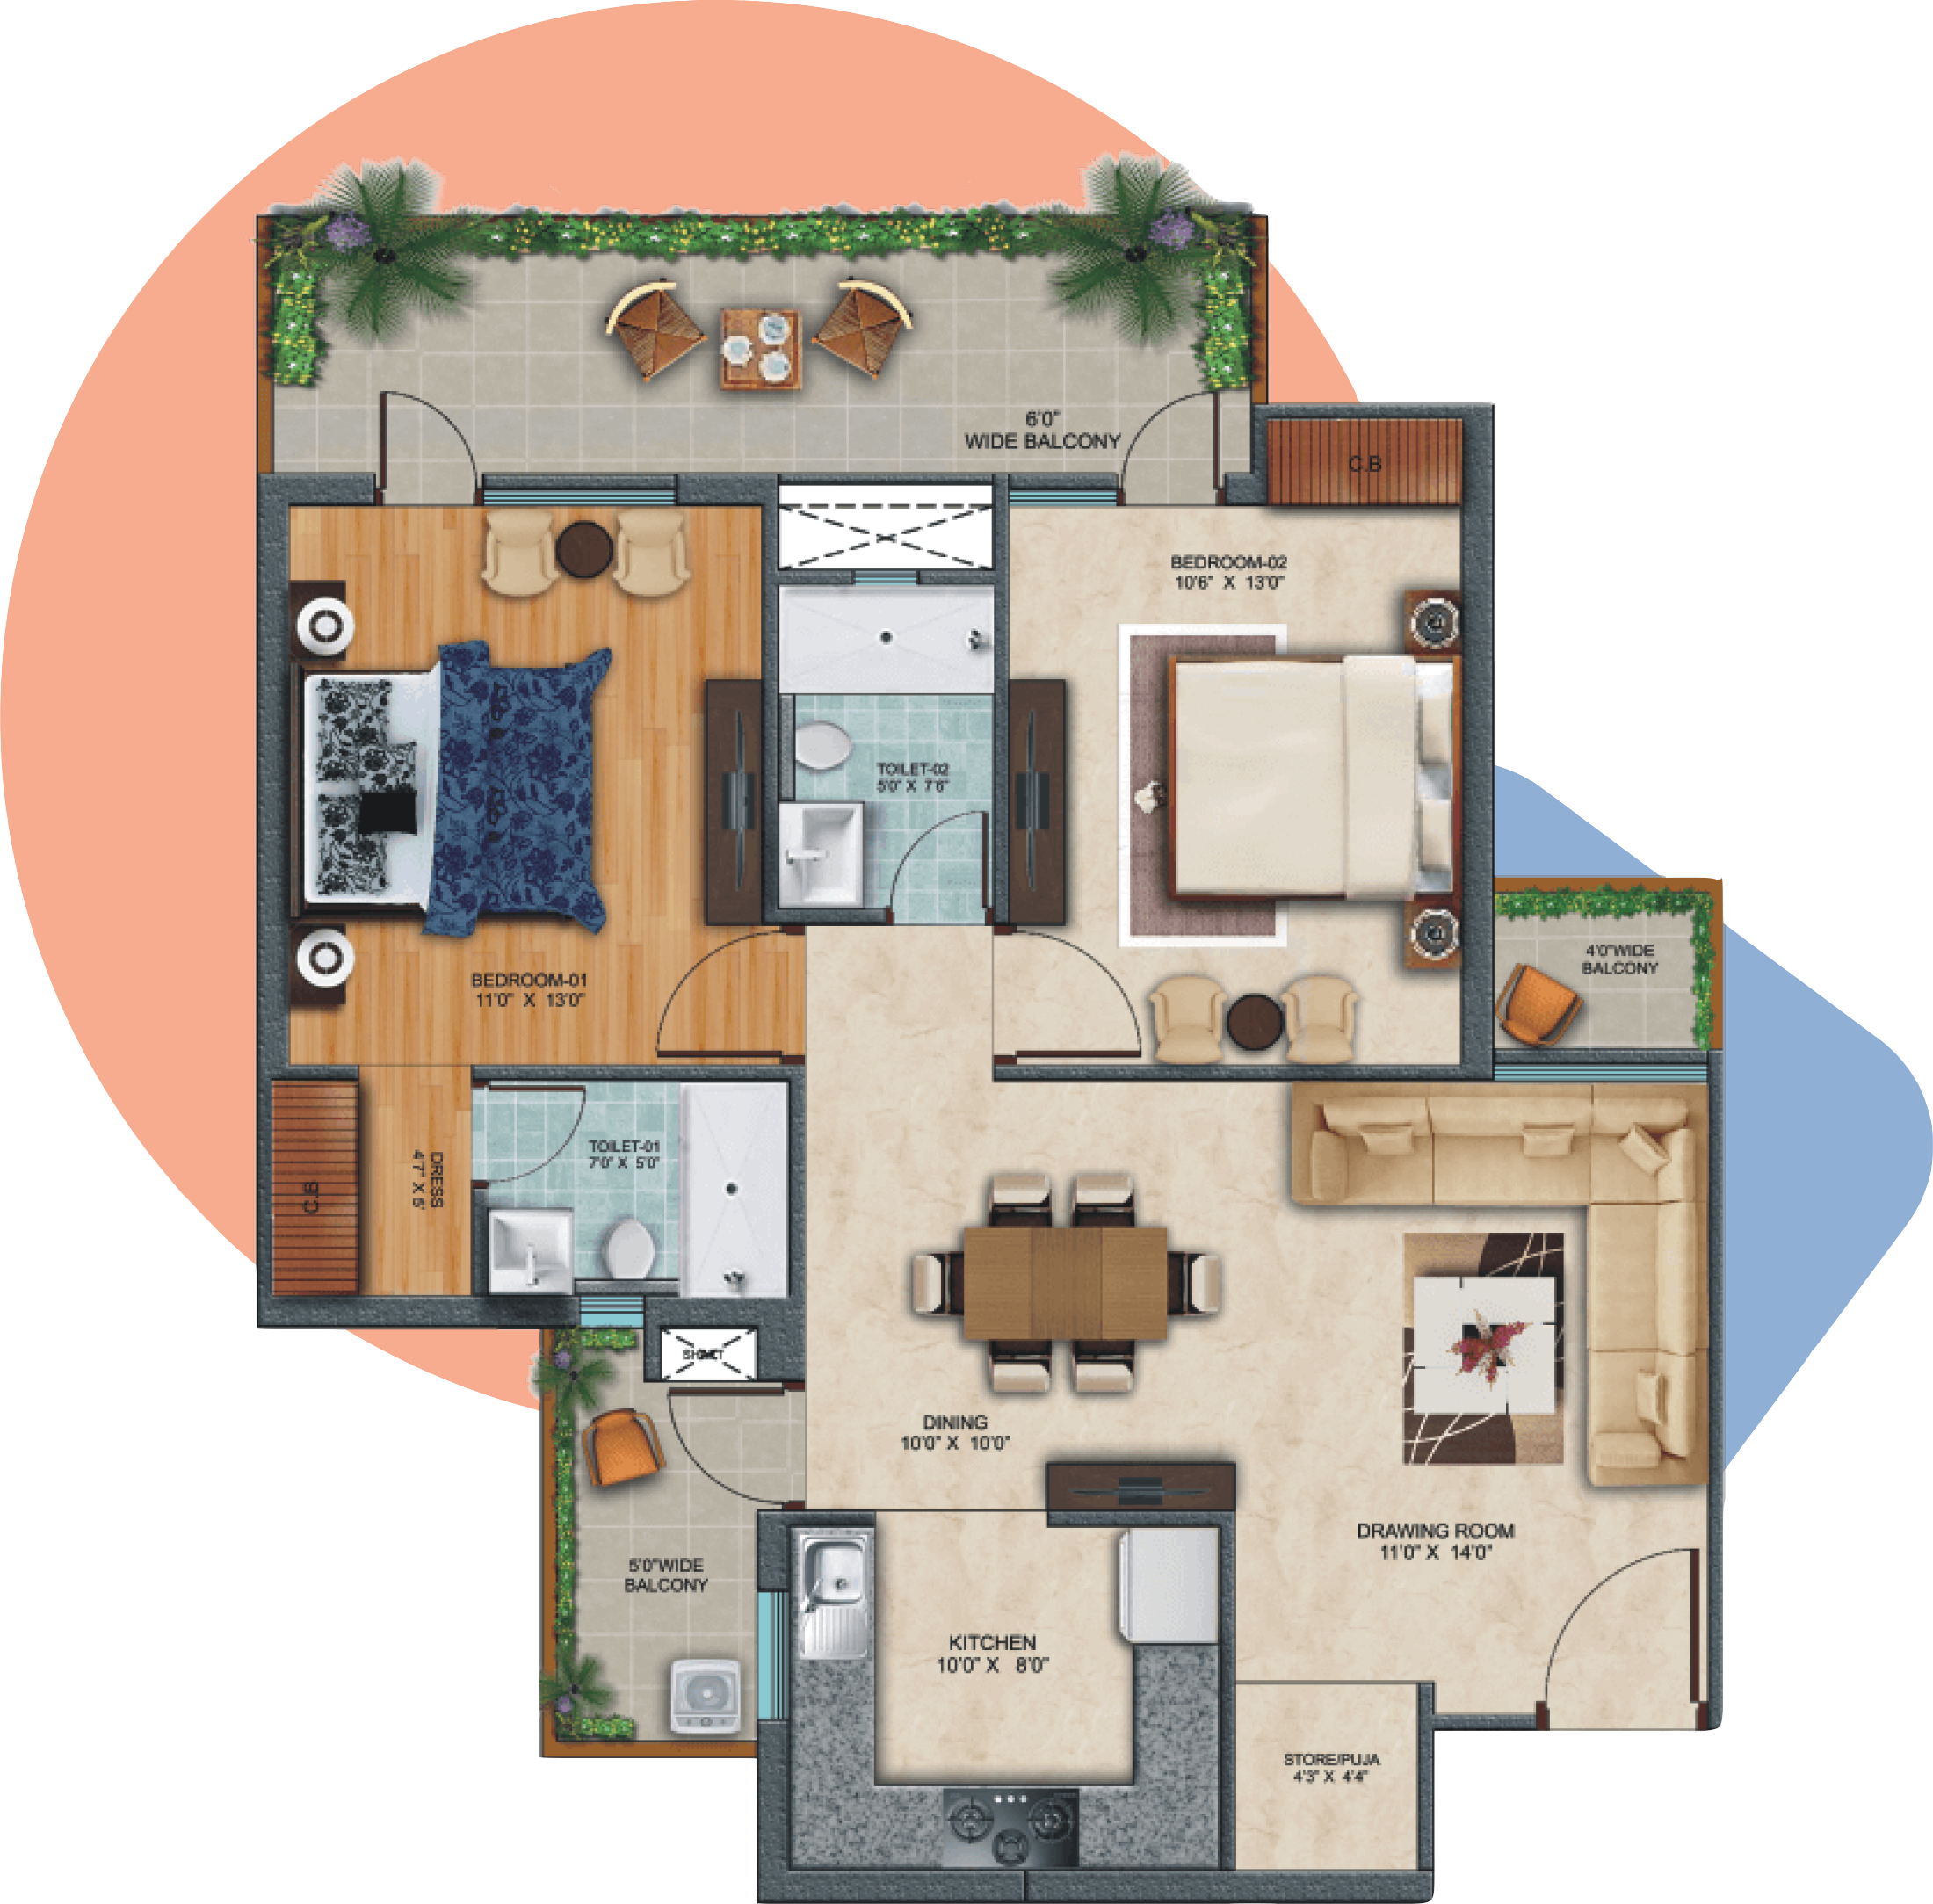 6'0"
WIDE BALCONY
C.B
BEDROOM-02
10'6" X 13'0"
TOILET-02
5'0" X 7'6"
4'0"WIDE
BALCONY
BEDROOM-01
11'0" X 13'0"
TOILET-01
7'0" X 5'0"
DRESS
4'7" X 5'
C.B
DINING
10'0" X 10'0"
DRAWING ROOM
11'0" X 14'0"
5'0"WIDE
BALCONY
KITCHEN
10'0" X 8'0"
STORE/PUJA
4'3" X 4'4"